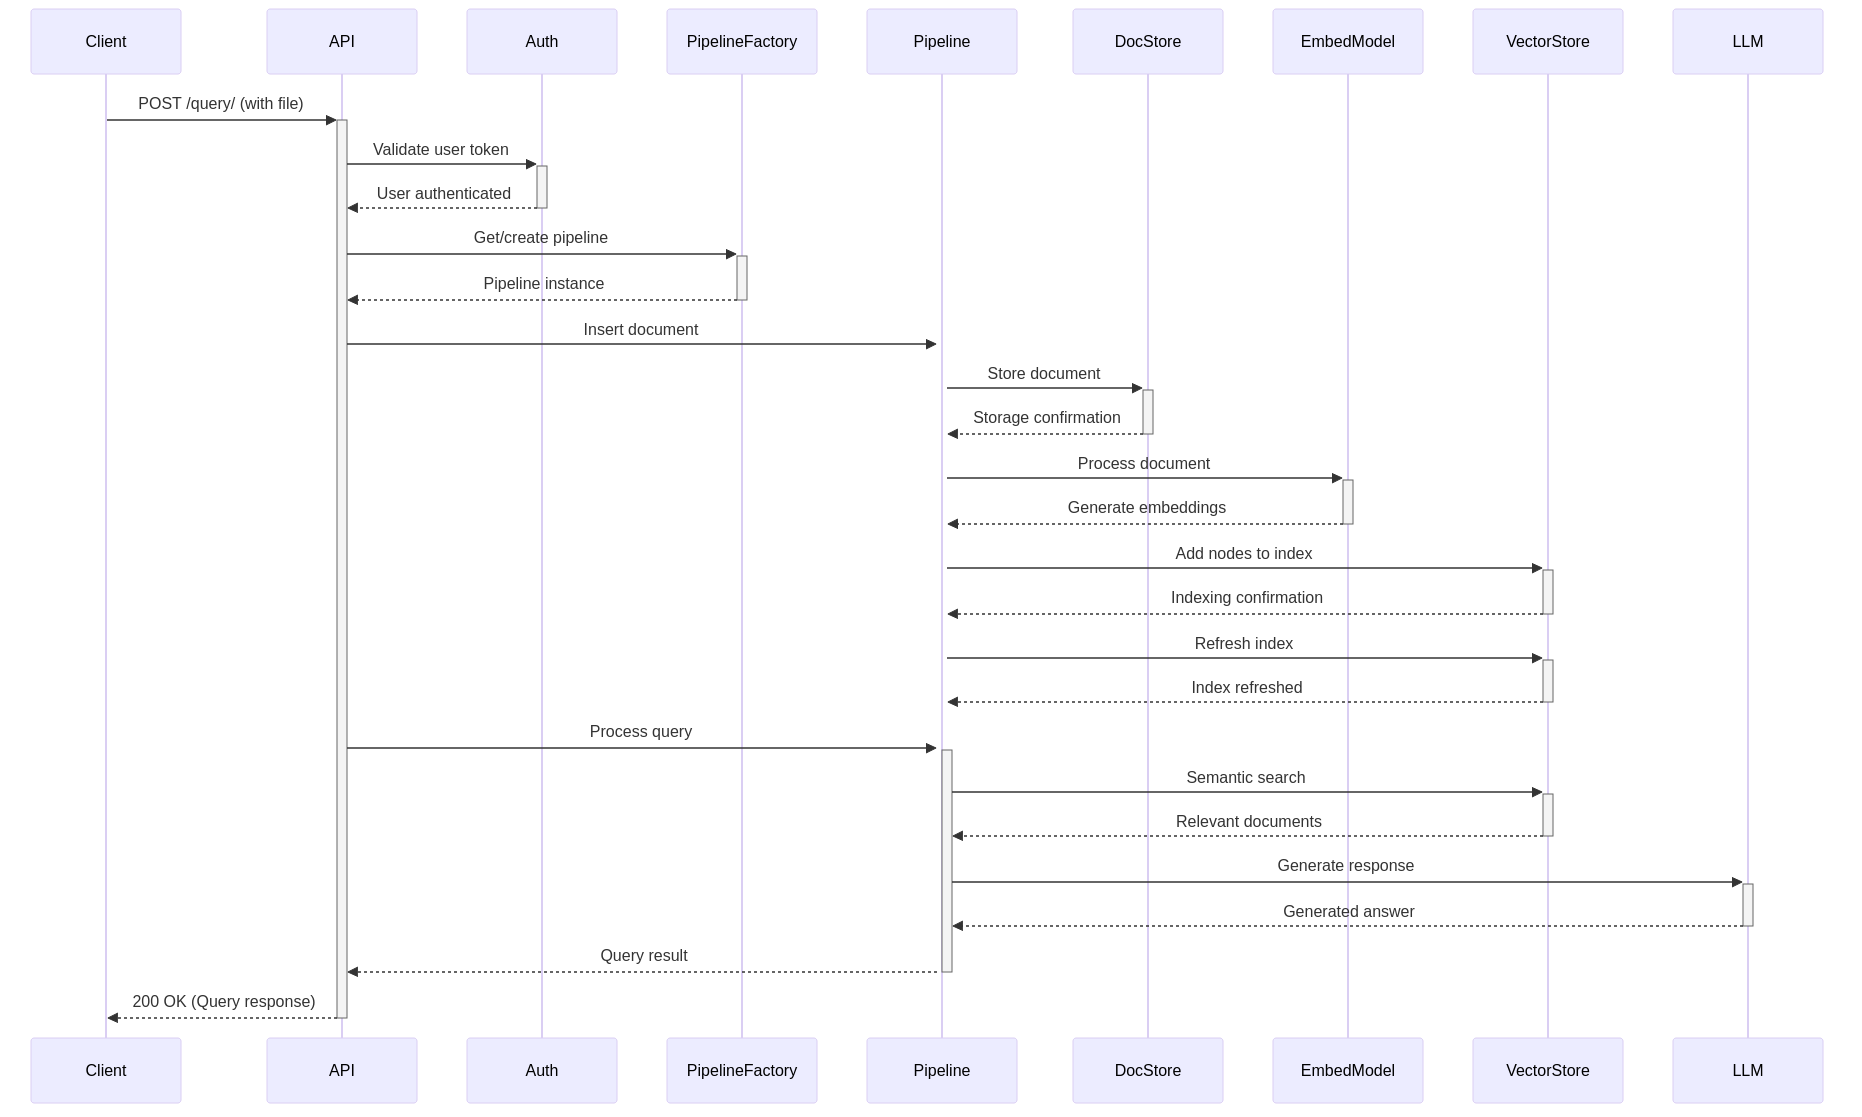 Client
API
Auth
PipelineFactory
Pipeline
DocStore
EmbedModel
VectorStore
LLM
POST /query/ (with file)
Validate user token
User authenticated
Get/create pipeline
Pipeline instance
Insert document
Store document
Storage confirmation
Process document
Generate embeddings
Add nodes to index
Indexing confirmation
Refresh index
Index refreshed
Process query
Semantic search
Relevant documents
Generate response
Generated answer
Query result
200 OK (Query response)
Client
API
Auth
PipelineFactory
Pipeline
DocStore
EmbedModel
VectorStore
LLM